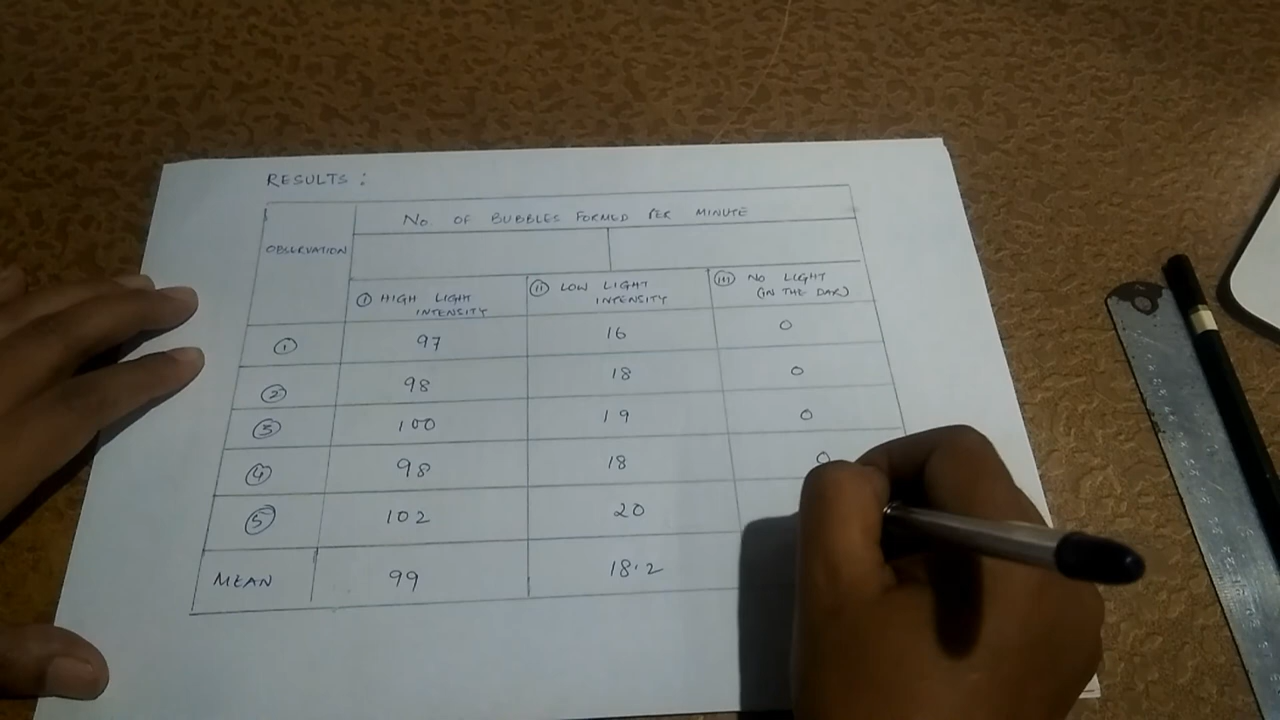 RESULTS :
No OF BUBBLES FORMED PER MINUTE
OBSERVATION
I HIGH LIGHT INTENSITY
II LOW LIGHT INTENSITY
III NO LIGHT (IN THE DARK)
1 97 16 0
2 98 18 0
3 100 19 0
4 98 18 0
5 102 20
MEAN 99 18.2